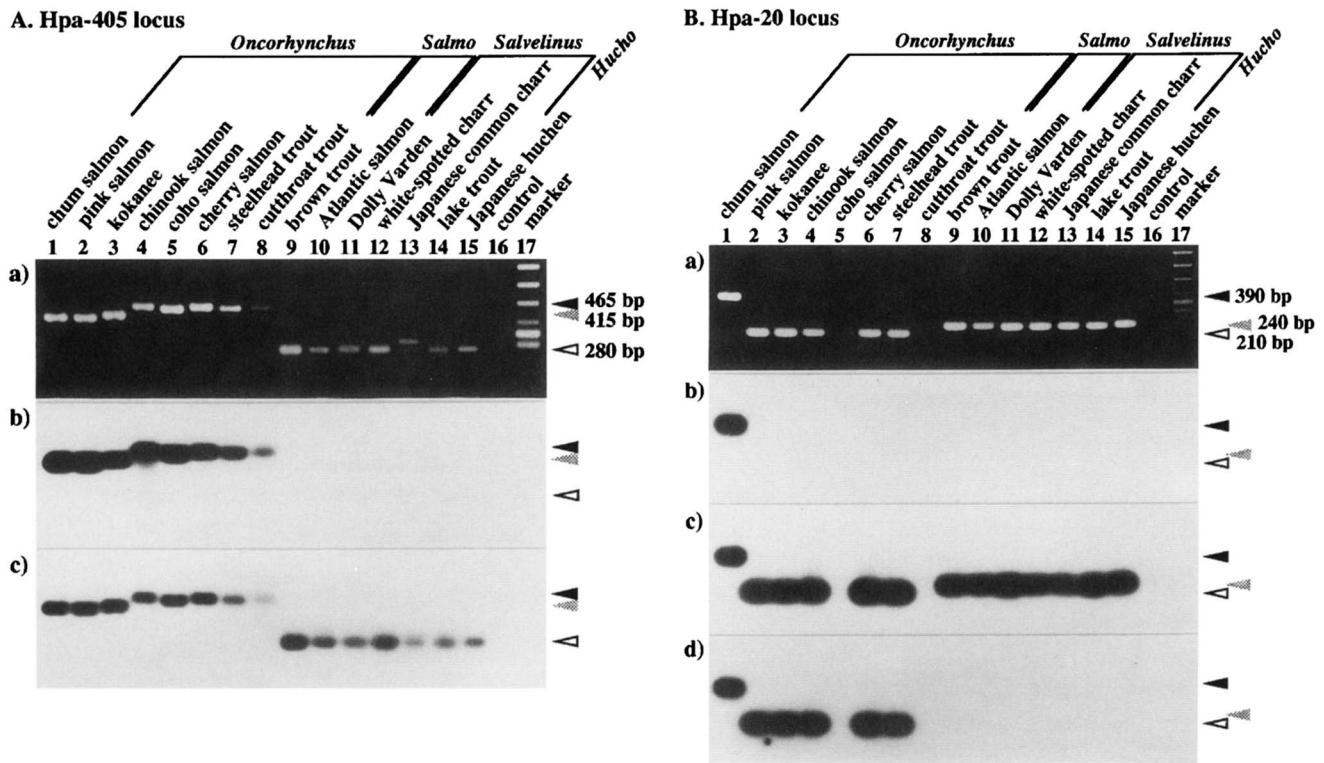 A. Hpa-405 locus
Oncorhynchus
Salmo
Salvelinus
Hucho
chum salmon
pink salmon
kokanee
chinook salmon
coho salmon
cherry salmon
steelhead trout
cutthroat trout
brown trout
Atlantic salmon
Dolly Varden
white-spotted charr
Japanese common charr
lake trout
Japanese huchen
control
marker
1 2 3 4 5 6 7 8 9 10 11 12 13 14 15 16 17
a)
465 bp
415 bp
280 bp
b)
c)
B. Hpa-20 locus
Oncorhynchus
Salmo
Salvelinus
Hucho
chum salmon
pink salmon
kokanee
chinook salmon
coho salmon
cherry salmon
steelhead trout
cutthroat trout
brown trout
Atlantic salmon
Dolly Varden
white-spotted charr
Japanese common charr
lake trout
Japanese huchen
control
marker
1 2 3 4 5 6 7 8 9 10 11 12 13 14 15 16 17
a)
390 bp
240 bp
210 bp
b)
c)
d)